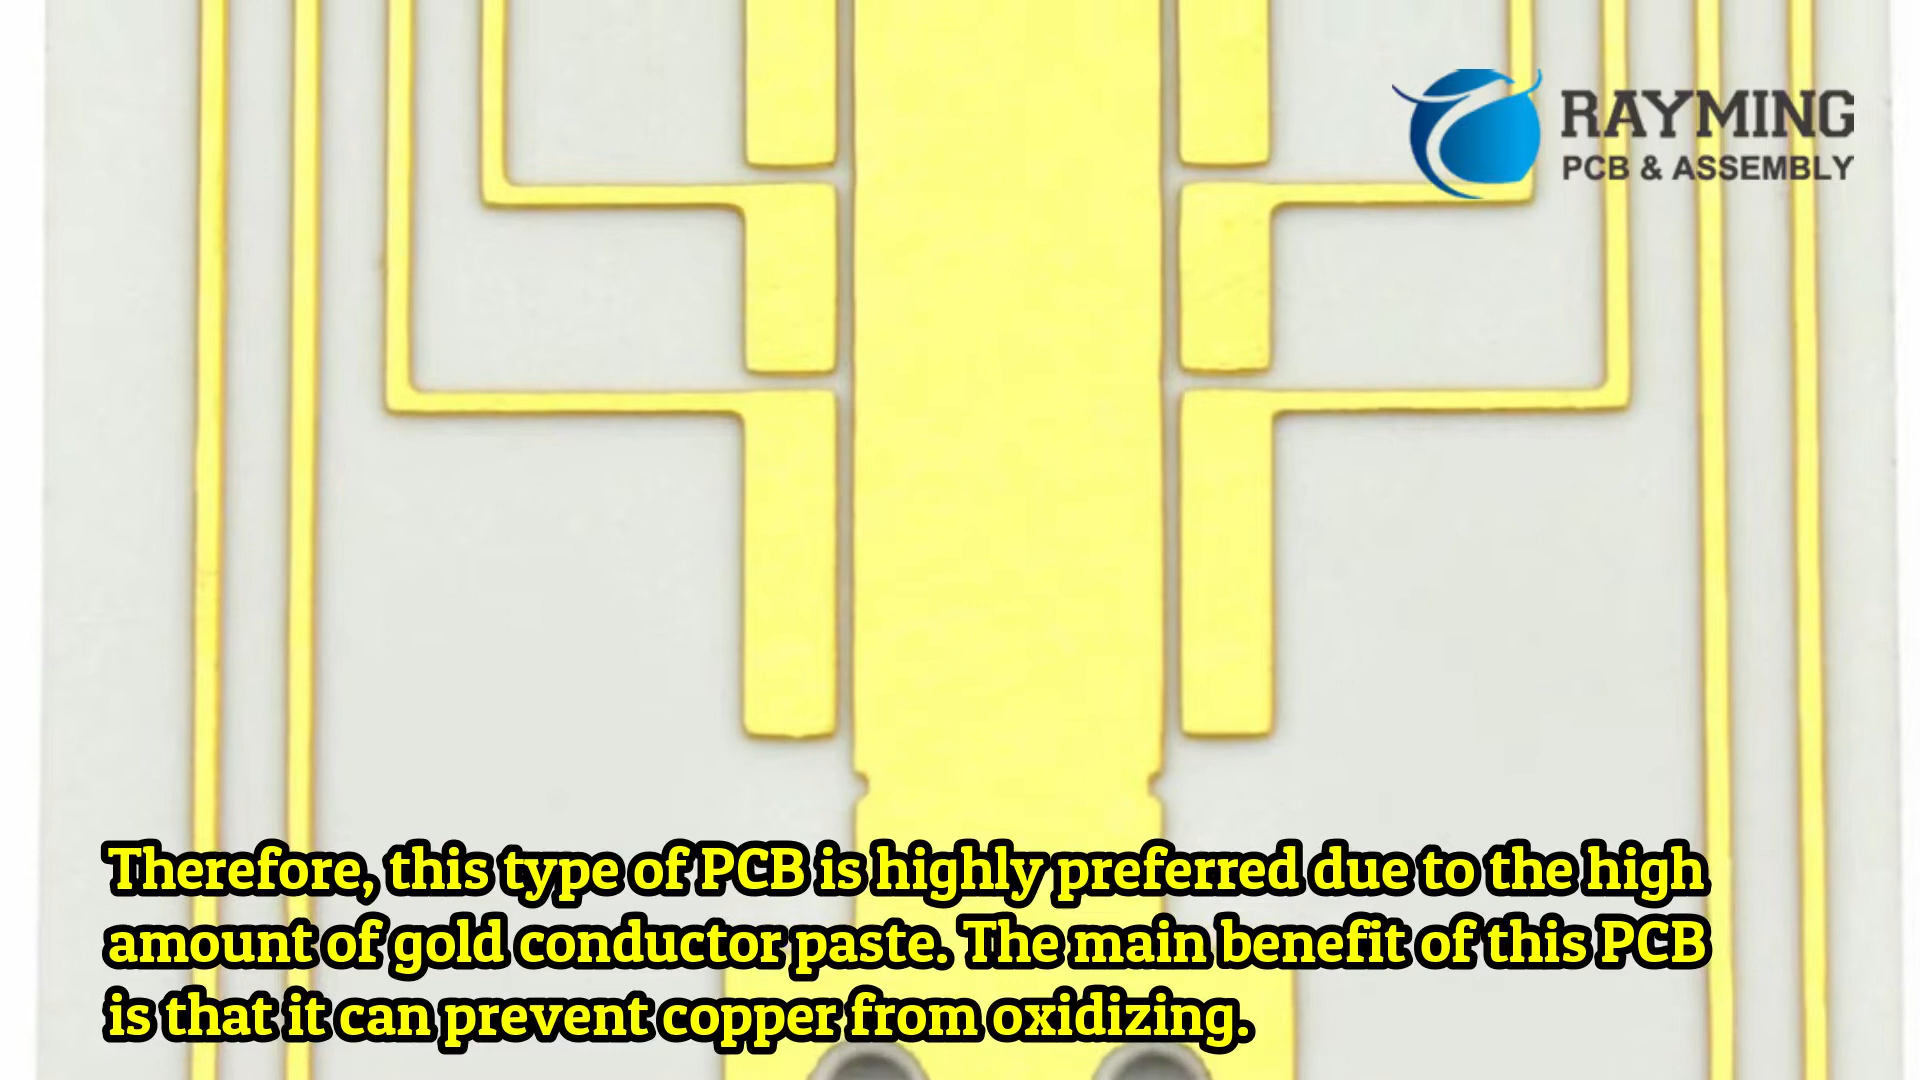 RAYMING
PCB & ASSEMBLY
Therefore, this type of PCB is highly preferred due to the high
amount of gold conductor paste. The main benefit of this PCB
is that it can prevent copper from oxidizing.